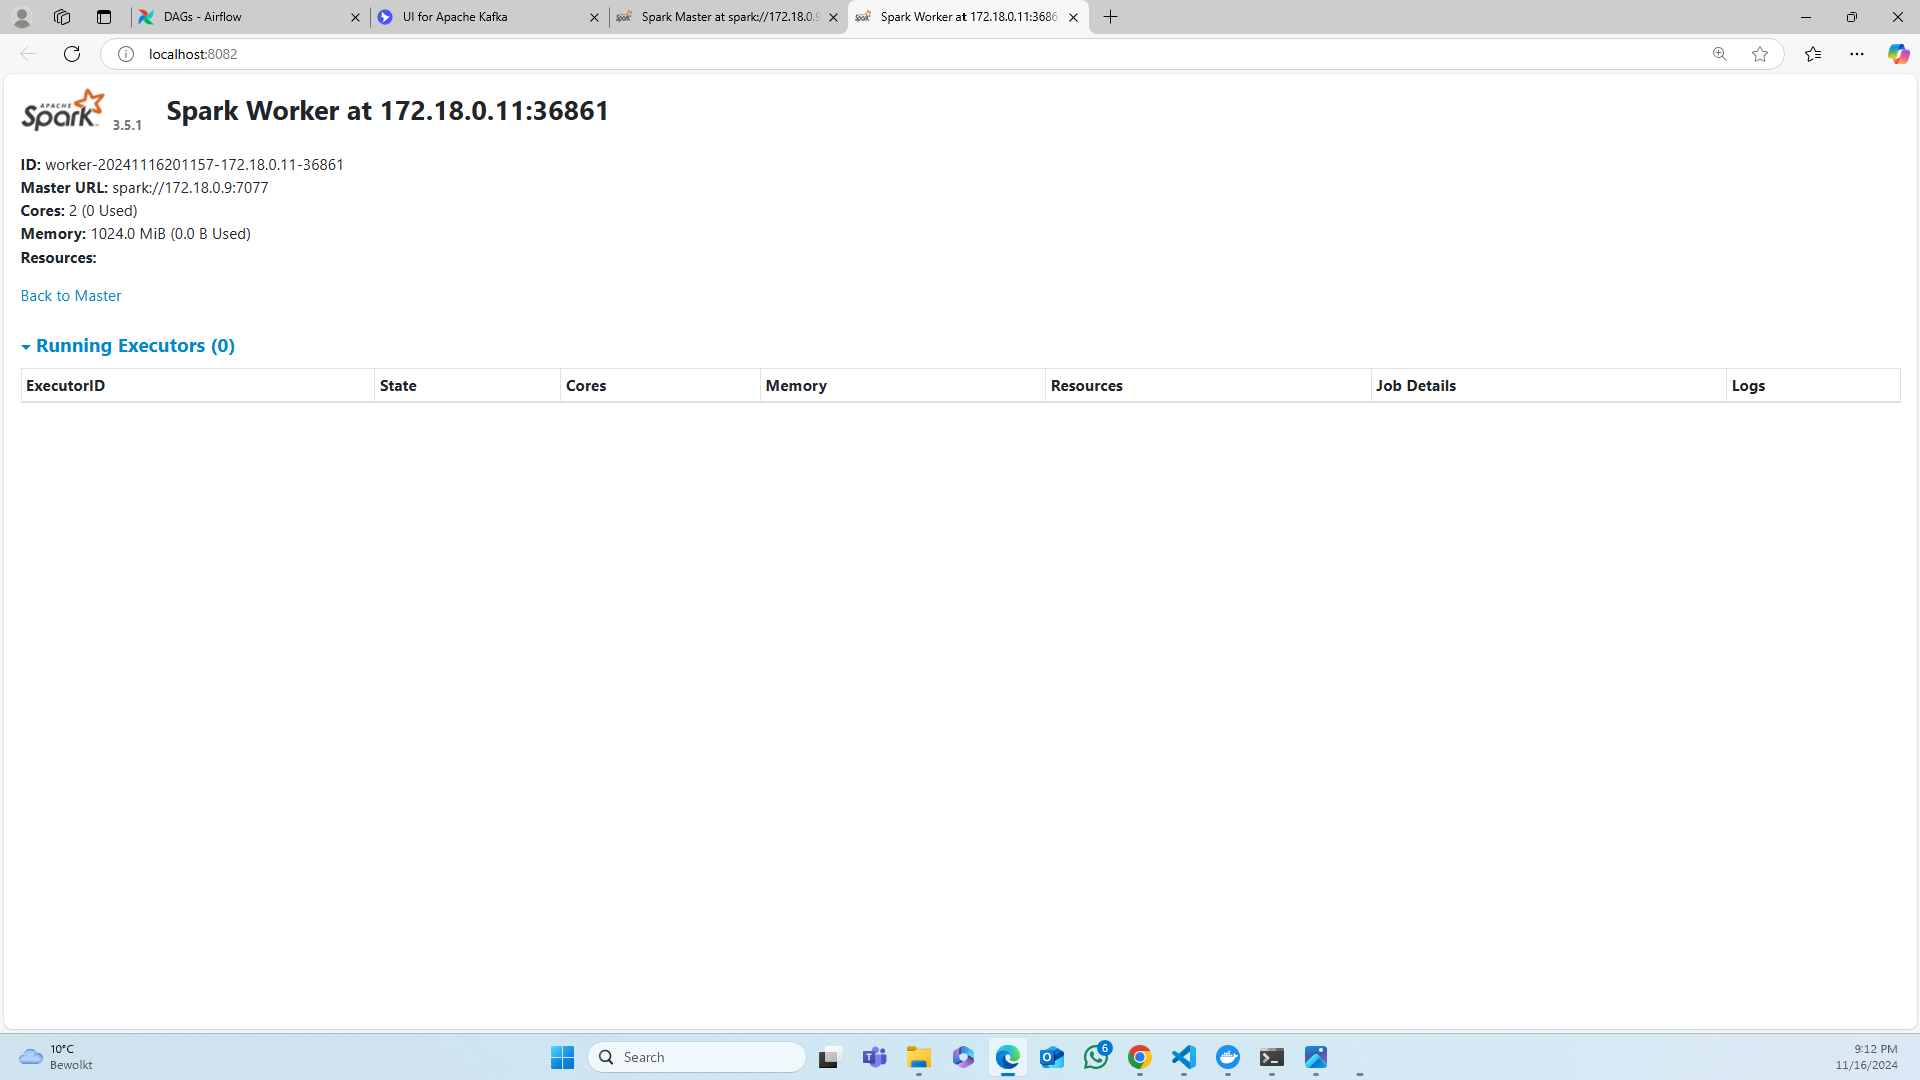 DAGs - Airflow
UI for Apache Kafka
Spark Master at spark://172.18.0.9
Spark Worker at 172.18.0.11:3686
localhost:8082
APACHE
Spark
3.5.1
Spark Worker at 172.18.0.11:36861
ID: worker-20241116201157-172.18.0.11-36861
Master URL: spark://172.18.0.9:7077
Cores: 2 (0 Used)
Memory: 1024.0 MiB (0.0 B Used)
Resources:
Back to Master
Running Executors (0)
ExecutorID State Cores Memory Resources Job Details Logs
10°C
Bewolkt
Search
6
9:12 PM
11/16/2024